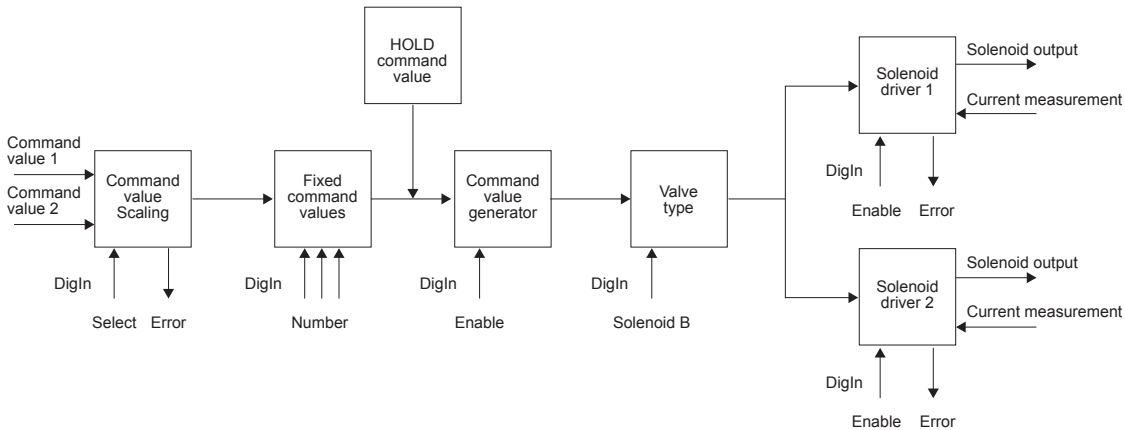 HOLD
command
value
Command
value 1
Command
value 2
Command
value
Scaling
DigIn
Select
Error
Fixed
command
values
DigIn
Number
Command
value
generator
DigIn
Enable
Valve
type
DigIn
Solenoid B
Solenoid
driver 1
Solenoid output
Current measurement
DigIn
Enable
Error
Solenoid
driver 2
Solenoid output
Current measurement
DigIn
Enable
Error